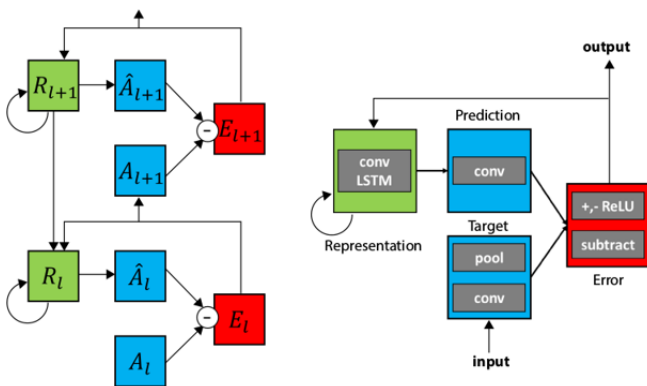 R_{l+1}
Â_{l+1}
−
E_{l+1}
A_{l+1}
R_l
Â_l
−
E_l
A_l
output
Prediction
conv
LSTM
conv
+,- ReLU
subtract
Representation
Target
pool
conv
Error
input